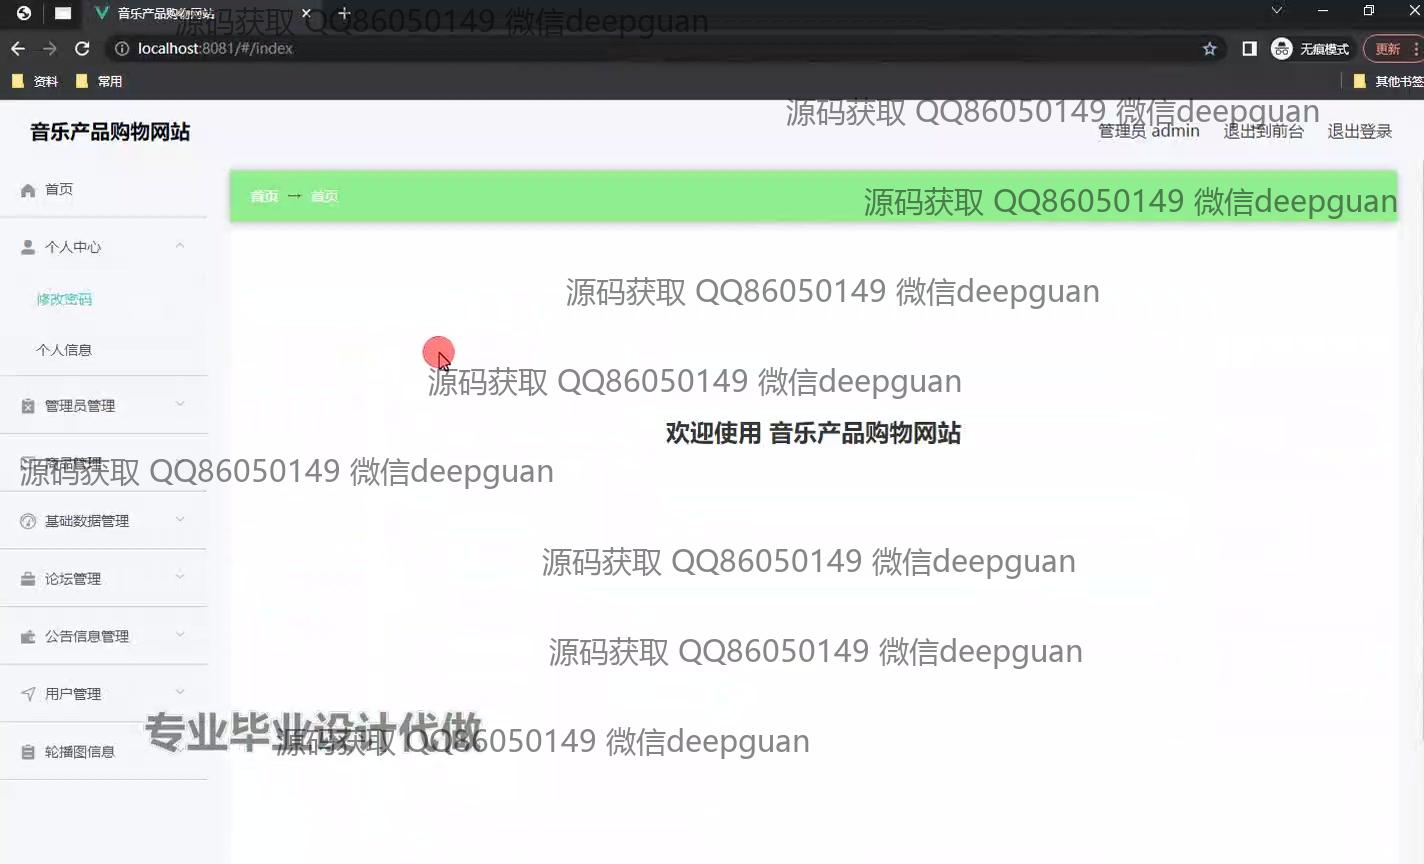 音乐产品购物网站
源码获取 QQ86050149 微信deepguan
localhost:8081/#/index
无痕模式
更新
资料
常用
其他书签
源码获取 QQ86050149 微信deepguan
音乐产品购物网站
管理员 admin
退出到前台
退出登录
首页
首页 → 首页
源码获取 QQ86050149 微信deepguan
个人中心
源码获取 QQ86050149 微信deepguan
修改密码
个人信息
源码获取 QQ86050149 微信deepguan
管理员管理
欢迎使用 音乐产品购物网站
商品管理
源码获取 QQ86050149 微信deepguan
基础数据管理
源码获取 QQ86050149 微信deepguan
论坛管理
公告信息管理
源码获取 QQ86050149 微信deepguan
用户管理
专业毕业设计代做
源码获取 QQ86050149 微信deepguan
轮播图信息